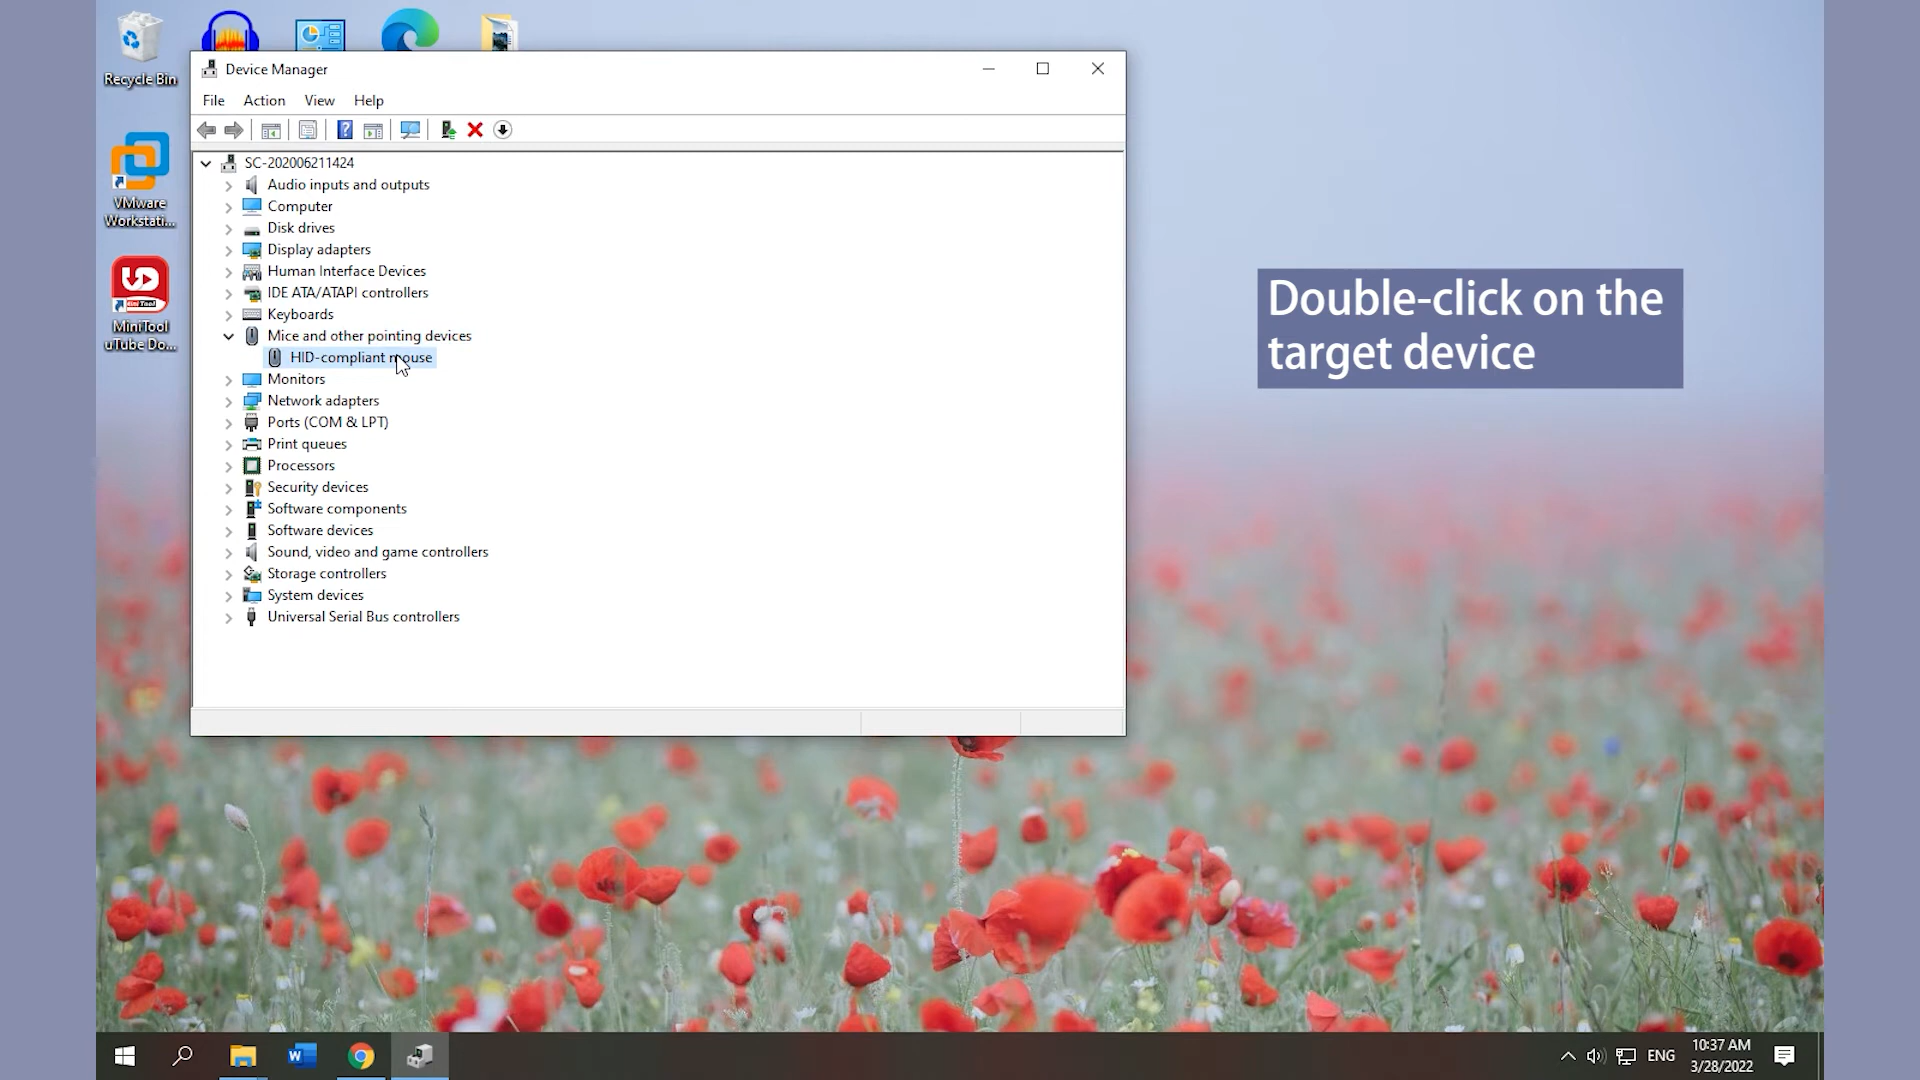 Recycle Bin
VMware
Workstati...
MiniTool
uTube Do...
Device Manager
File Action View Help
SC-202006211424
Audio inputs and outputs
Computer
Disk drives
Display adapters
Human Interface Devices
IDE ATA/ATAPI controllers
Keyboards
Mice and other pointing devices
HID-compliant mouse
Monitors
Network adapters
Ports (COM & LPT)
Print queues
Processors
Security devices
Software components
Software devices
Sound, video and game controllers
Storage controllers
System devices
Universal Serial Bus controllers
Double-click on the
target device
ENG
10:37 AM
3/28/2022